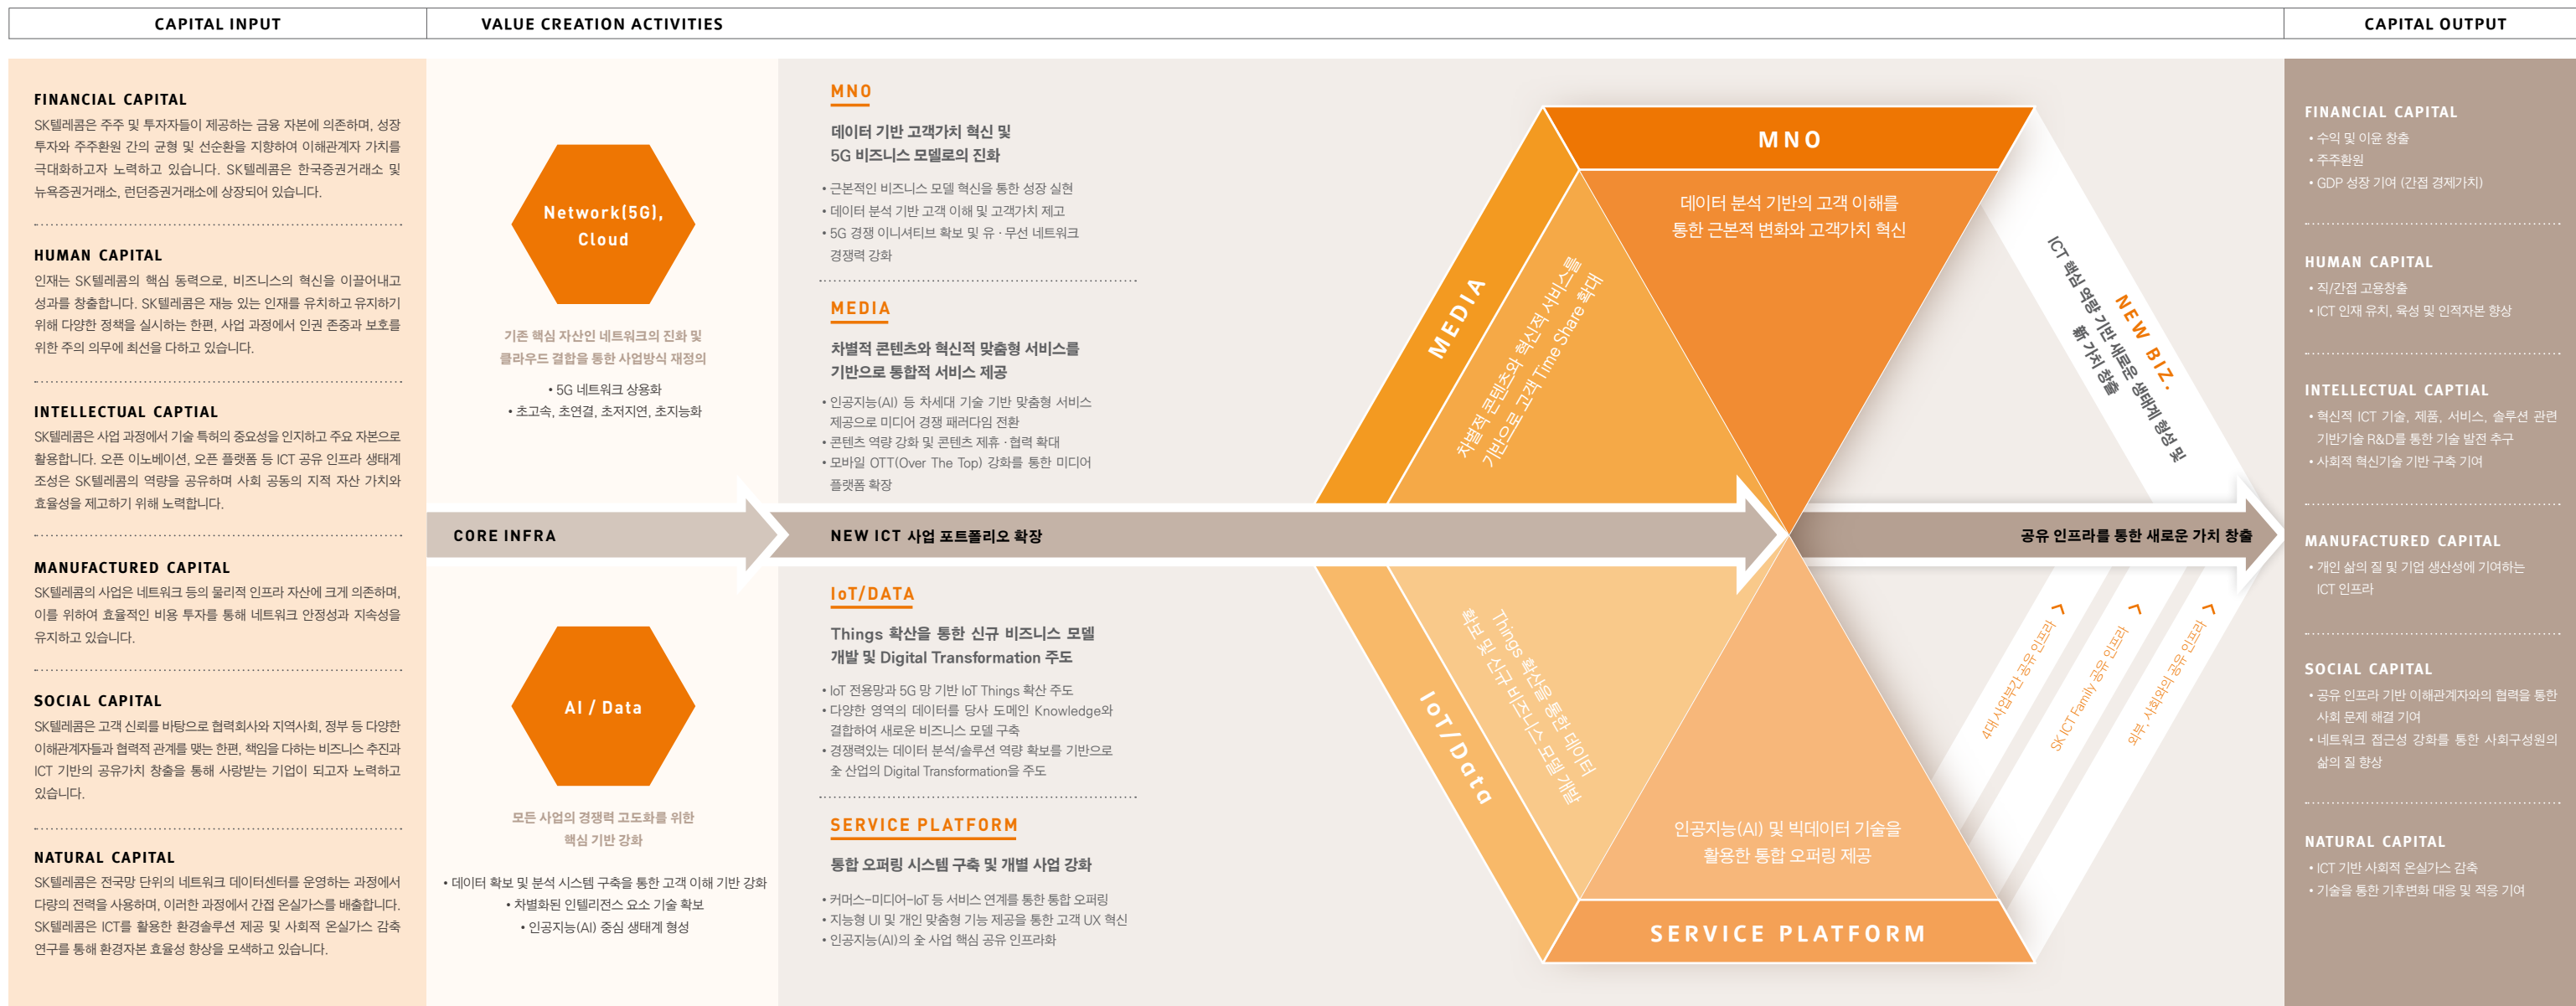 CAPITAL INPUT
VALUE CREATION ACTIVITIES
CAPITAL OUTPUT
FINANCIAL CAPITAL
SK텔레콤은 주주 및 투자자들이 제공하는 금융 자본에 의존하며, 성장
투자와 주주환원 간의 균형 및 선순환을 지향하여 이해관계자 가치를
극대화하고자 노력하고 있습니다. SK텔레콤은 한국증권거래소 및
뉴욕증권거래소, 런던증권거래소에 상장되어 있습니다.
HUMAN CAPITAL
인재는 SK텔레콤의 핵심 동력으로, 비즈니스의 혁신을 이끌어내고
성과를 창출합니다. SK텔레콤은 재능 있는 인재를 유치하고 유지하기
위해 다양한 정책을 실시하는 한편, 사업 과정에서 인권 존중과 보호를
위한 주의 의무에 최선을 다하고 있습니다.
INTELLECTUAL CAPTIAL
SK텔레콤은 사업 과정에서 기술 특허의 중요성을 인지하고 주요 자본으로
활용합니다. 오픈 이노베이션, 오픈 플랫폼 등 ICT 공유 인프라 생태계
조성은 SK텔레콤의 역량을 공유하며 사회 공동의 지적 자산 가치와
효율성을 제고하기 위해 노력합니다.
MANUFACTURED CAPITAL
SK텔레콤의 사업은 네트워크 등의 물리적 인프라 자산에 크게 의존하며,
이를 위하여 효율적인 비용 투자를 통해 네트워크 안정성과 지속성을
유지하고 있습니다.
SOCIAL CAPITAL
SK텔레콤은 고객 신뢰를 바탕으로 협력회사와 지역사회, 정부 등 다양한
이해관계자들과 협력적 관계를 맺는 한편, 책임을 다하는 비즈니스 추진과
ICT 기반의 공유가치 창출을 통해 사랑받는 기업이 되고자 노력하고
있습니다.
NATURAL CAPITAL
SK텔레콤은 전국망 단위의 네트워크 데이터센터를 운영하는 과정에서
다량의 전력을 사용하며, 이러한 과정에서 간접 온실가스를 배출합니다.
SK텔레콤은 ICT를 활용한 환경솔루션 제공 및 사회적 온실가스 감축
연구를 통해 환경자본 효율성 향상을 모색하고 있습니다.
Network(5G),
Cloud
기존 핵심 자산인 네트워크의 진화 및
클라우드 결합을 통한 사업방식 재정의
• 5G 네트워크 상용화
• 초고속, 초연결, 초저지연, 초지능화
CORE INFRA
AI / Data
모든 사업의 경쟁력 고도화를 위한
핵심 기반 강화
• 데이터 확보 및 분석 시스템 구축을 통한 고객 이해 기반 강화
• 차별화된 인텔리전스 요소 기술 확보
• 인공지능(AI) 중심 생태계 형성
MNO
데이터 기반 고객가치 혁신 및
5G 비즈니스 모델로의 진화
• 근본적인 비즈니스 모델 혁신을 통한 성장 실현
• 데이터 분석 기반 고객 이해 및 고객가치 제고
• 5G 경쟁 이니셔티브 확보 및 유 · 무선 네트워크
경쟁력 강화
MEDIA
차별적 콘텐츠와 혁신적 맞춤형 서비스를
기반으로 통합적 서비스 제공
• 인공지능(AI) 등 차세대 기술 기반 맞춤형 서비스
제공으로 미디어 경쟁 패러다임 전환
• 콘텐츠 역량 강화 및 콘텐츠 제휴 · 협력 확대
• 모바일 OTT(Over The Top) 강화를 통한 미디어
플랫폼 확장
NEW ICT 사업 포트폴리오 확장
IoT/DATA
Things 확산을 통한 신규 비즈니스 모델
개발 및 Digital Transformation 주도
• IoT 전용망과 5G 망 기반 IoT Things 확산 주도
• 다양한 영역의 데이터를 당사 도메인 Knowledge와
결합하여 새로운 비즈니스 모델 구축
• 경쟁력있는 데이터 분석/솔루션 역량 확보를 기반으로
全 산업의 Digital Transformation을 주도
SERVICE PLATFORM
통합 오퍼링 시스템 구축 및 개별 사업 강화
• 커머스-미디어-IoT 등 서비스 연계를 통한 통합 오퍼링
• 지능형 UI 및 개인 맞춤형 기능 제공을 통한 고객 UX 혁신
• 인공지능(AI)의 全 사업 핵심 공유 인프라화
MNO
데이터 분석 기반의 고객 이해를
통한 근본적 변화와 고객가치 혁신
MEDIA
차별적 콘텐츠와 혁신적 서비스를
기반으로 고객 Time Share 확대
NEW BIZ.
ICT 핵심 역량 기반 새로운 생태계 형성 및
新 가치 창출
공유 인프라를 통한 새로운 가치 창출
IoT/Data
Things 확산을 통한 데이터
확보 및 신규 비즈니스 모델 개발
인공지능(AI) 및 빅데이터 기술을
활용한 통합 오퍼링 제공
SERVICE PLATFORM
4대 사업부간 공유 인프라
SK ICT Family 공유 인프라
외부, 사회와의 공유 인프라
FINANCIAL CAPITAL
• 수익 및 이윤 창출
• 주주환원
• GDP 성장 기여 (간접 경제가치)
HUMAN CAPITAL
• 직/간접 고용창출
• ICT 인재 유치, 육성 및 인적자본 향상
INTELLECTUAL CAPTIAL
• 혁신적 ICT 기술, 제품, 서비스, 솔루션 관련
기반기술 R&D를 통한 기술 발전 추구
• 사회적 혁신기술 기반 구축 기여
MANUFACTURED CAPITAL
• 개인 삶의 질 및 기업 생산성에 기여하는
ICT 인프라
SOCIAL CAPITAL
• 공유 인프라 기반 이해관계자와의 협력을 통한
사회 문제 해결 기여
• 네트워크 접근성 강화를 통한 사회구성원의
삶의 질 향상
NATURAL CAPITAL
• ICT 기반 사회적 온실가스 감축
• 기술을 통한 기후변화 대응 및 적응 기여